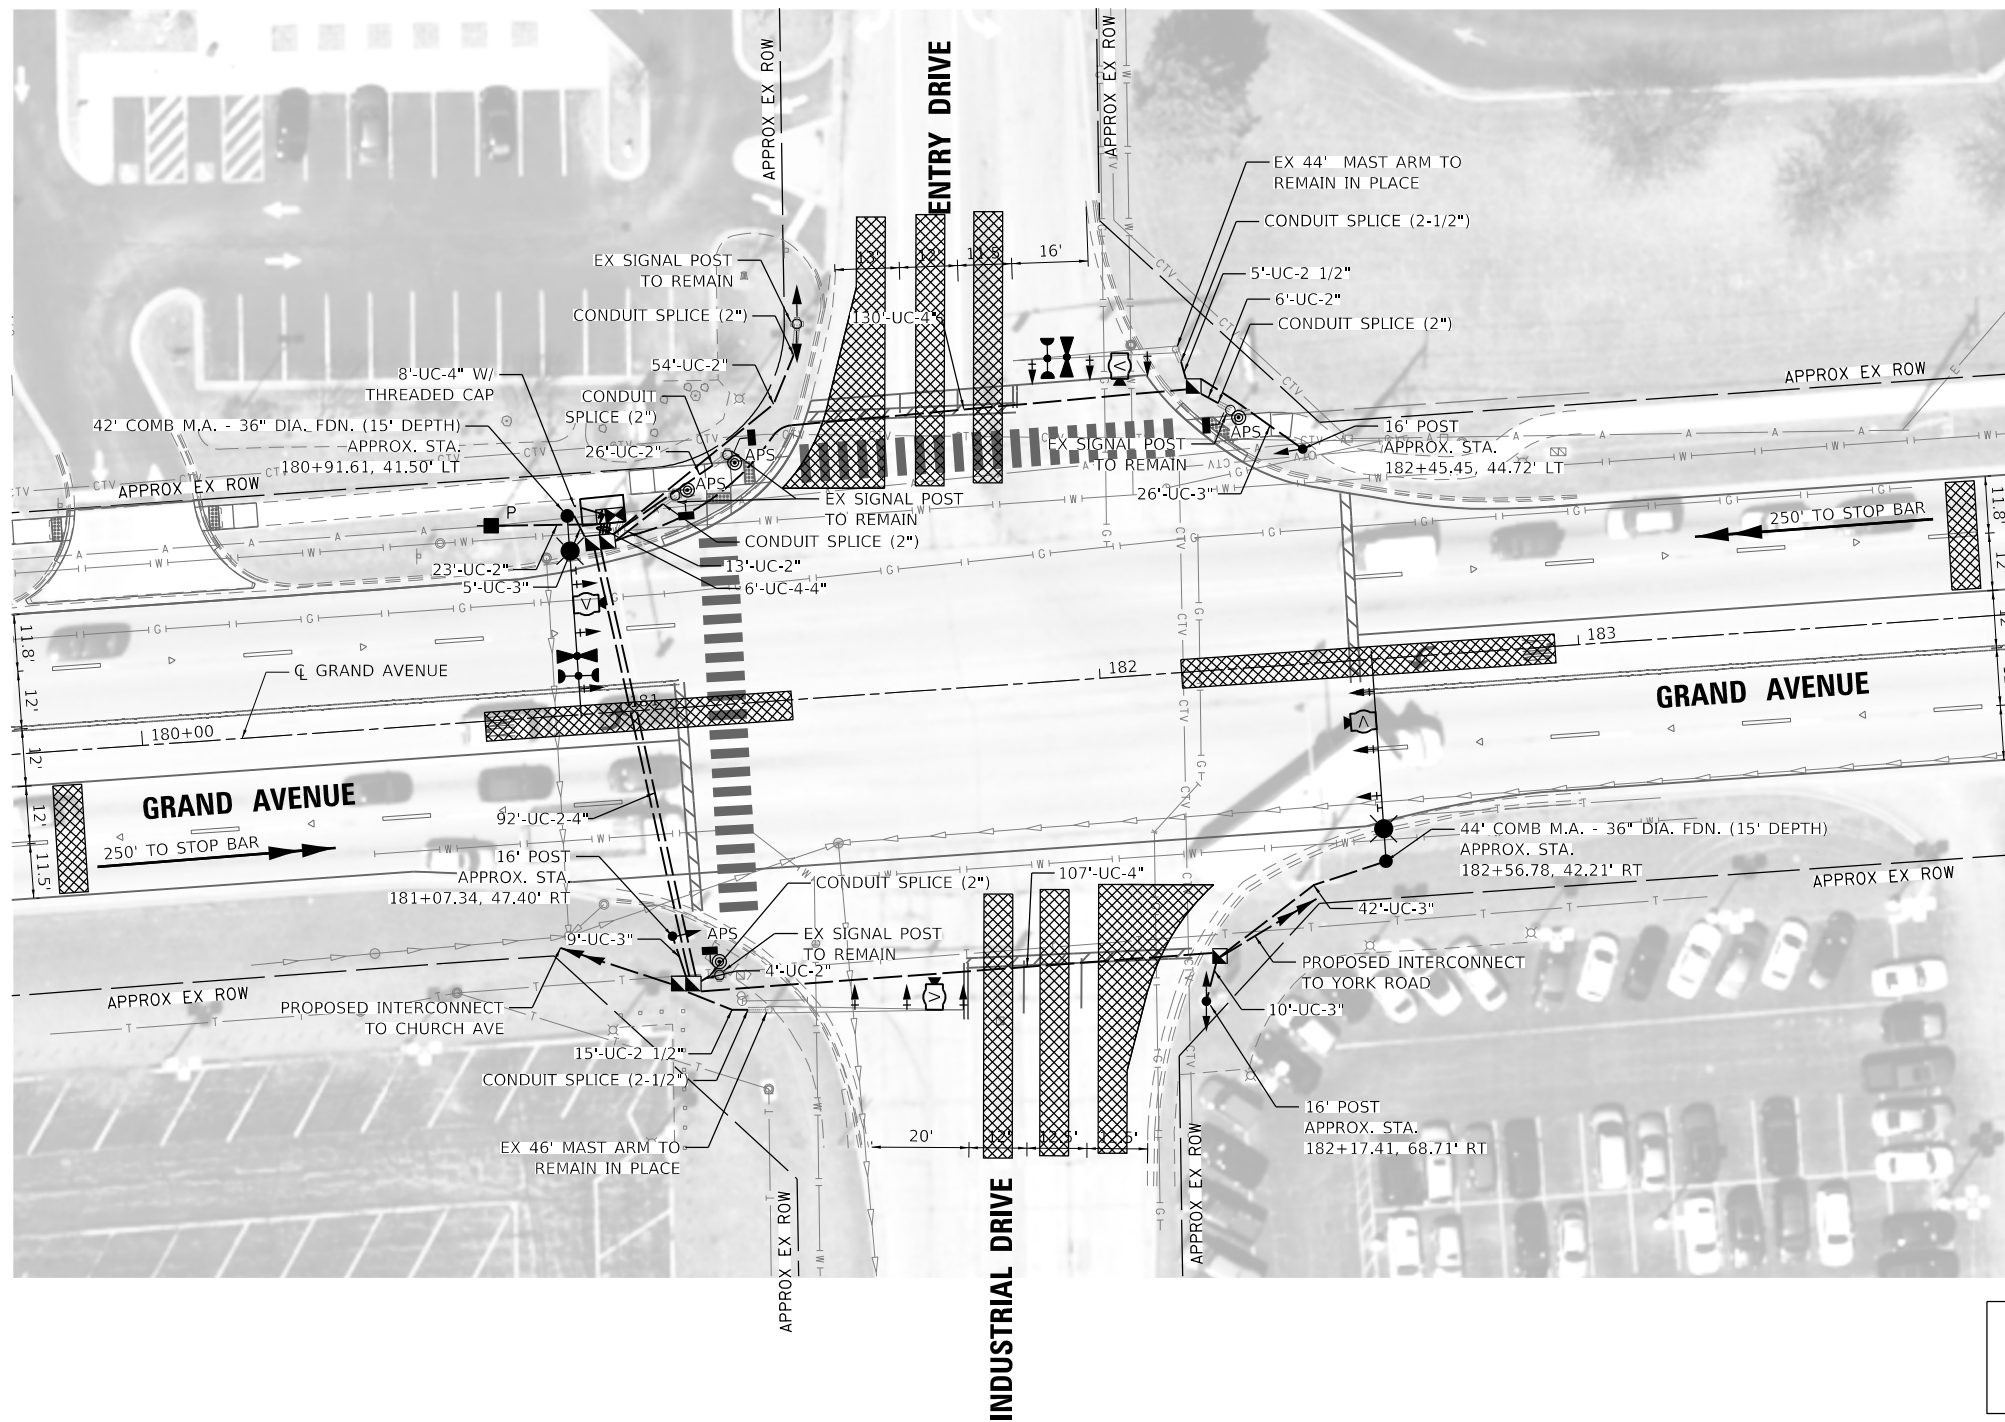 APPROX EX ROW
ENTRY DRIVE
APPROX EX ROW
EX 44' MAST ARM TO
REMAIN IN PLACE
CONDUIT SPLICE (2-1/2")
5'-UC-2 1/2"
6'-UC-2"
CONDUIT SPLICE (2")
EX SIGNAL POST
TO REMAIN
CONDUIT SPLICE (2")
54'-UC-2"
12'
16'
130'-UC-4"
8'-UC-4" W/
THREADED CAP
CONDUIT
SPLICE (2")
42' COMB M.A. - 36" DIA. FDN. (15' DEPTH)
APPROX. STA.
180+91.61, 41.50' LT
26'-UC-2"
APS
APS
APPROX EX ROW
P
EX SIGNAL POST
TO REMAIN
CONDUIT SPLICE (2")
13'-UC-2"
6'-UC-4-4"
23'-UC-2"
5'-UC-3"
EX SIGNAL POST
TO REMAIN
26'-UC-3"
APS
16' POST
APPROX. STA.
182+45.45, 44.72' LT
APPROX EX ROW
250' TO STOP BAR
11.8'
12'
11.8'
12'
12'
12'
11.5'
℄ GRAND AVENUE
180+00
181
182
183
GRAND AVENUE
GRAND AVENUE
250' TO STOP BAR
92'-UC-2-4"
16' POST
APPROX. STA.
181+07.34, 47.40' RT
CONDUIT SPLICE (2")
107'-UC-4"
44' COMB M.A. - 36" DIA. FDN. (15' DEPTH)
APPROX. STA.
182+56.78, 42.21' RT
APPROX EX ROW
42'-UC-3"
9'-UC-3"
APS
EX SIGNAL POST
TO REMAIN
4'-UC-2"
APPROX EX ROW
PROPOSED INTERCONNECT
TO CHURCH AVE
PROPOSED INTERCONNECT
TO YORK ROAD
10'-UC-3"
15'-UC-2 1/2"
CONDUIT SPLICE (2-1/2")
EX 46' MAST ARM TO
REMAIN IN PLACE
20'
12'
16' POST
APPROX. STA.
182+17.41, 68.71' RT
APPROX EX ROW
INDUSTRIAL DRIVE
APPROX EX ROW